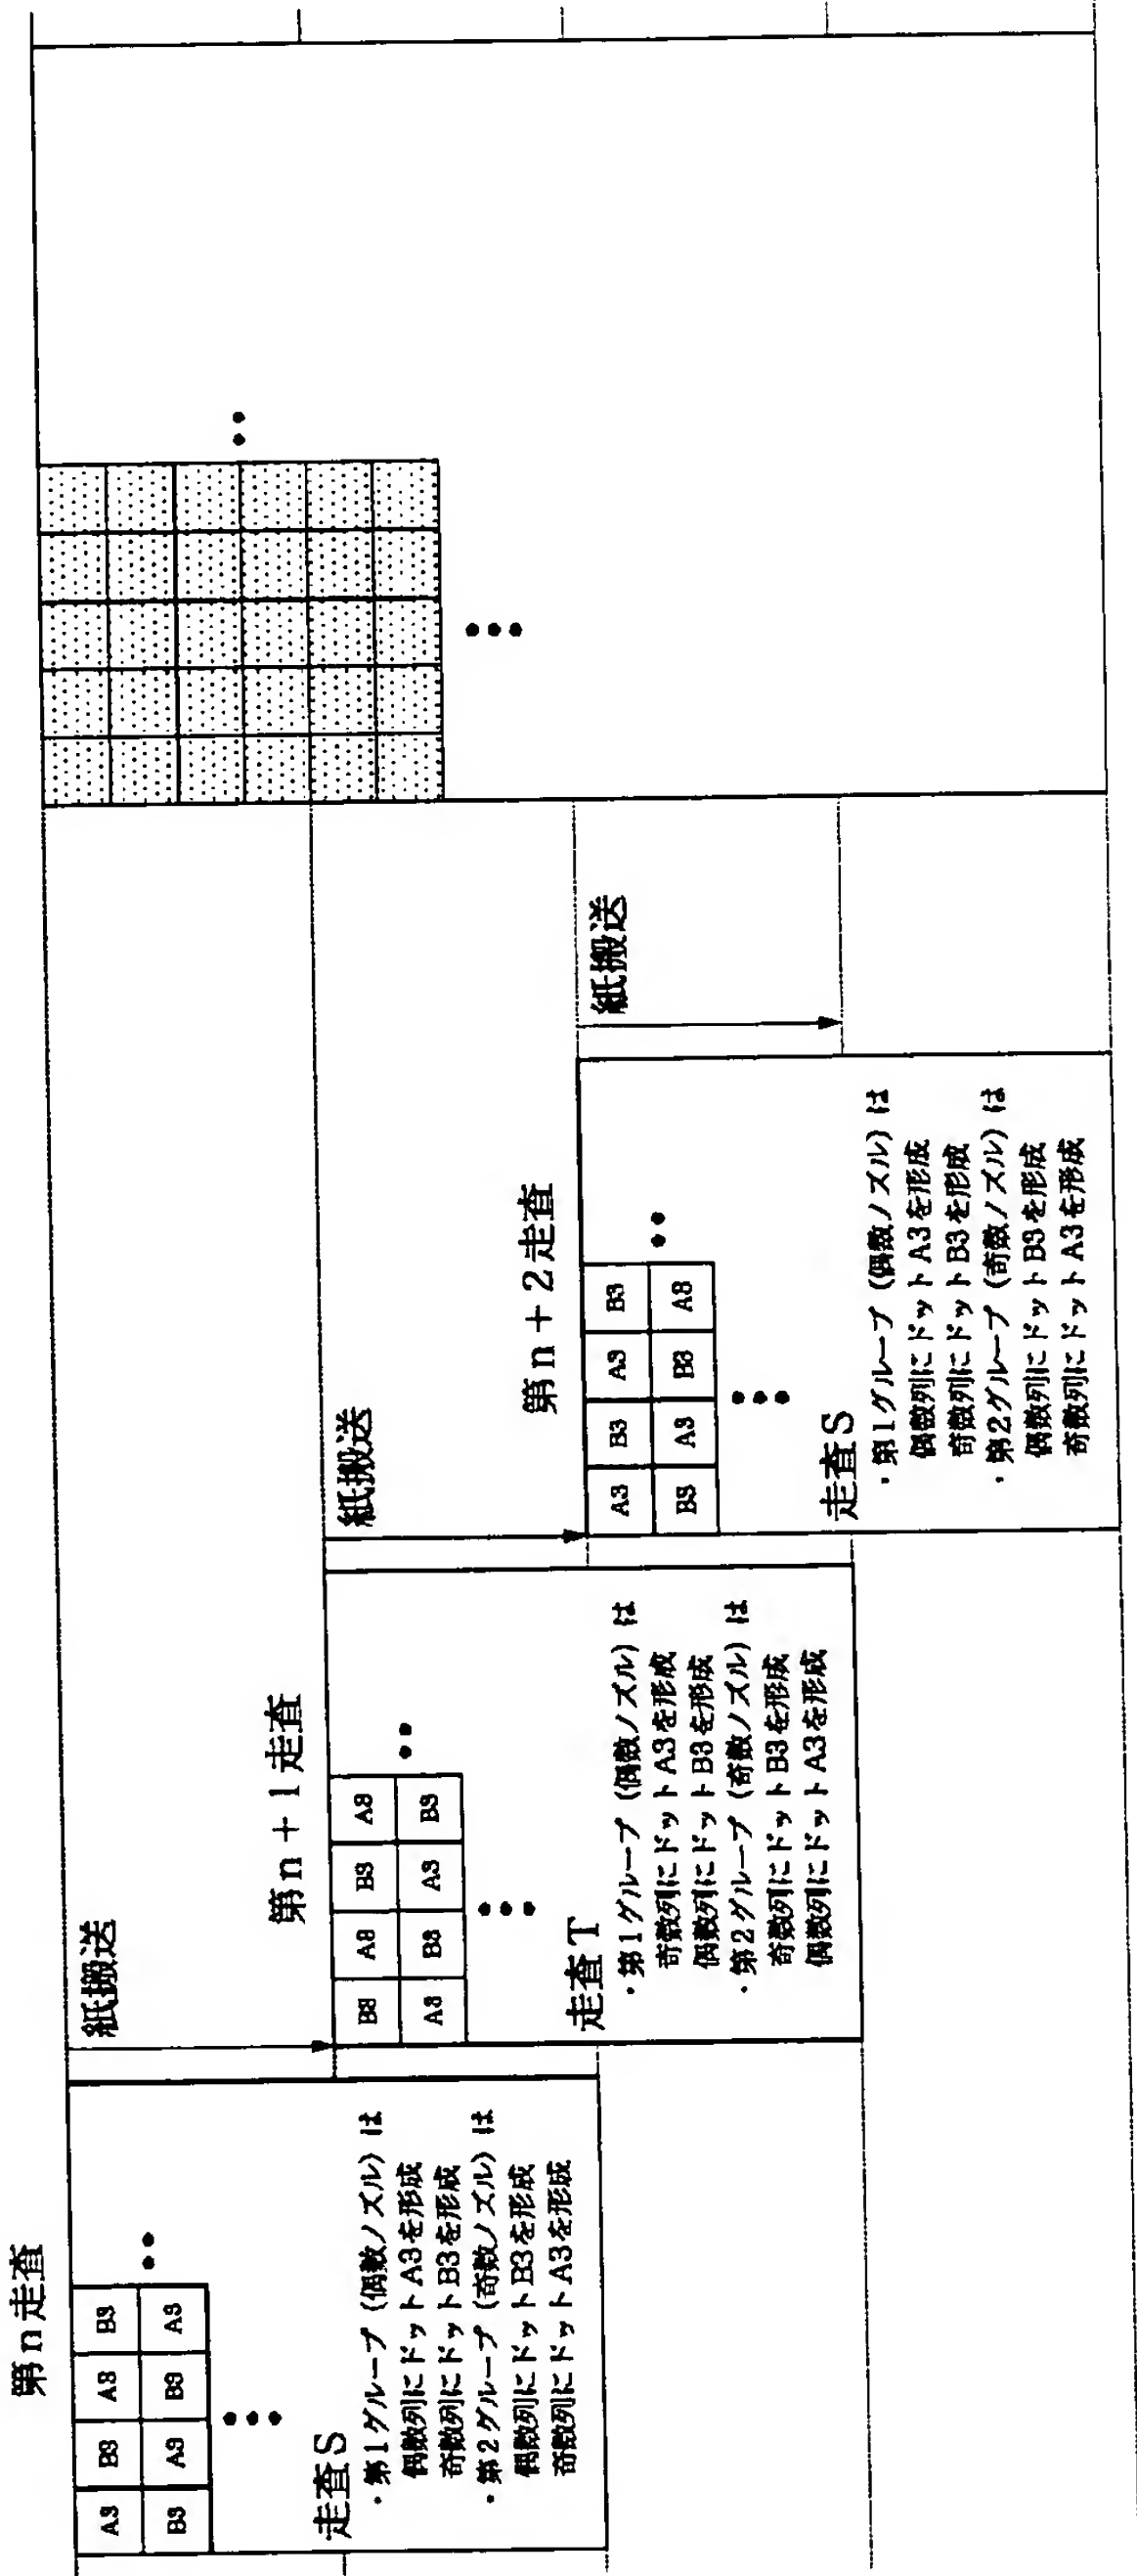 第n走査
A3 B3 A3 B3
B3 A3 B3 A3
走査S
・第1グループ (偶数ノズル) は
偶数列にドットA3を形成
奇数列にドットB3を形成
・第2グループ (奇数ノズル) は
偶数列にドットB3を形成
奇数列にドットA3を形成
紙搬送
第n+1走査
B3 A3 B3 A3
A3 B3 A3 B3
走査T
・第1グループ (偶数ノズル) は
奇数列にドットA3を形成
偶数列にドットB3を形成
・第2グループ (奇数ノズル) は
奇数列にドットB3を形成
偶数列にドットA3を形成
紙搬送
第n+2走査
A3 B3 A3 B3
B3 A3 B3 A3
走査S
・第1グループ (偶数ノズル) は
偶数列にドットA3を形成
奇数列にドットB3を形成
・第2グループ (奇数ノズル) は
偶数列にドットB3を形成
奇数列にドットA3を形成
紙搬送